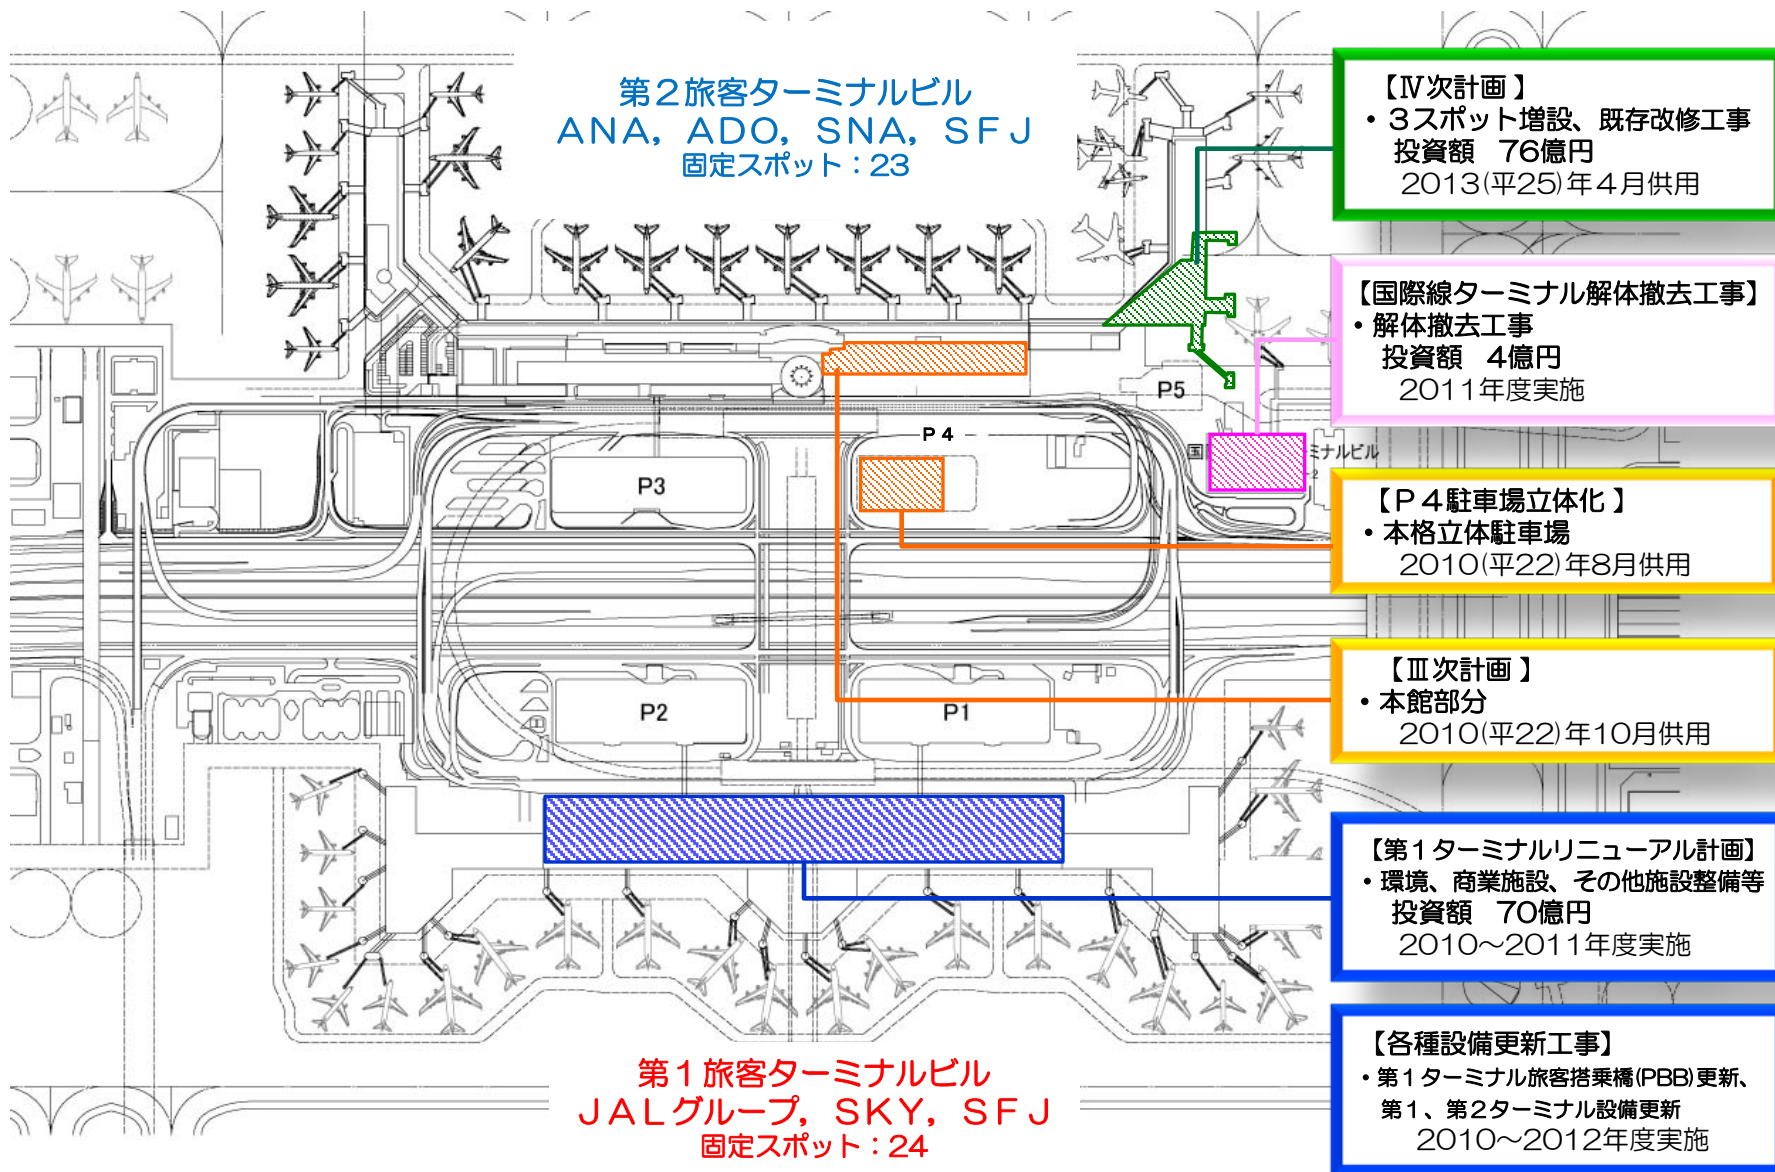 第2旅客ターミナルビル
ANA, ADO, SNA, SFJ
固定スポット：23
【Ⅳ次計画】
・3スポット増設、既存改修工事
投資額 76億円
2013(平25)年4月供用
【国際線ターミナル解体撤去工事】
・解体撤去工事
投資額 4億円
2011年度実施
P5
P4
国
ミナルビル
P3
【P4駐車場立体化】
・本格立体駐車場
2010(平22)年8月供用
【Ⅲ次計画】
・本館部分
2010(平22)年10月供用
P2
P1
【第1ターミナルリニューアル計画】
・環境、商業施設、その他施設整備等
投資額 70億円
2010～2011年度実施
【各種設備更新工事】
・第1ターミナル旅客搭乗橋(PBB)更新、
第1、第2ターミナル設備更新
2010～2012年度実施
第1旅客ターミナルビル
JALグループ, SKY, SFJ
固定スポット：24